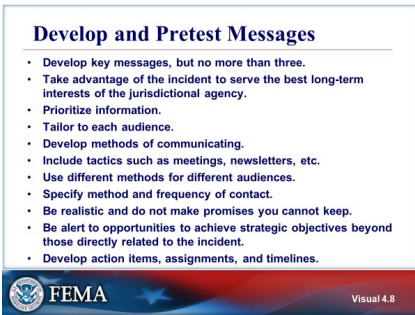 Develop and Pretest Messages
• Develop key messages, but no more than three.
• Take advantage of the incident to serve the best long-term
interests of the jurisdictional agency.
• Prioritize information.
• Tailor to each audience.
• Develop methods of communicating.
• Include tactics such as meetings, newsletters, etc.
• Use different methods for different audiences.
• Specify method and frequency of contact.
• Be realistic and do not make promises you cannot keep.
• Be alert to opportunities to achieve strategic objectives beyond
those directly related to the incident.
• Develop action items, assignments, and timelines.
FEMA
Visual 4.8